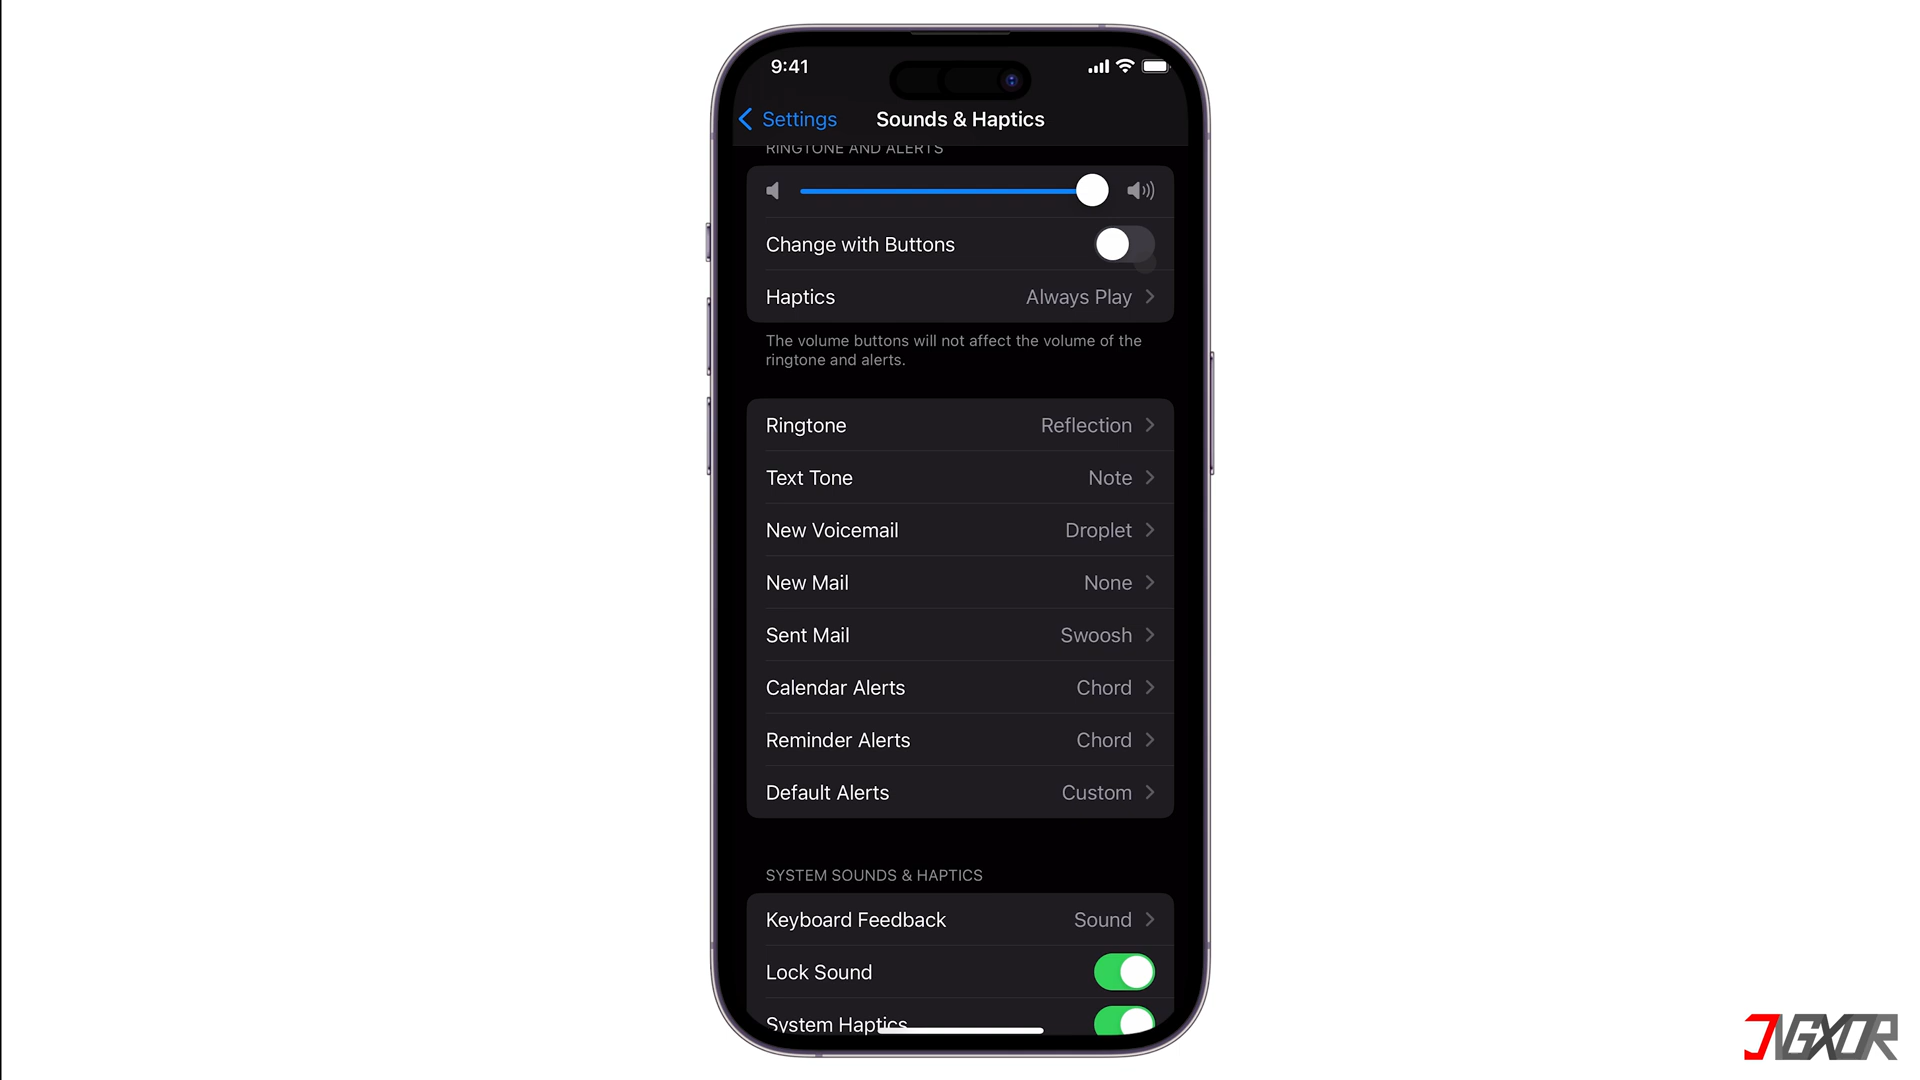 9:41
Settings
Sounds & Haptics
RINGTONE AND ALERTS
Change with Buttons
Haptics Always Play
The volume buttons will not affect the volume of the
ringtone and alerts.
Ringtone Reflection
Text Tone Note
New Voicemail Droplet
New Mail None
Sent Mail Swoosh
Calendar Alerts Chord
Reminder Alerts Chord
Default Alerts Custom
SYSTEM SOUNDS & HAPTICS
Keyboard Feedback Sound
Lock Sound
System Haptics
JVGXOR